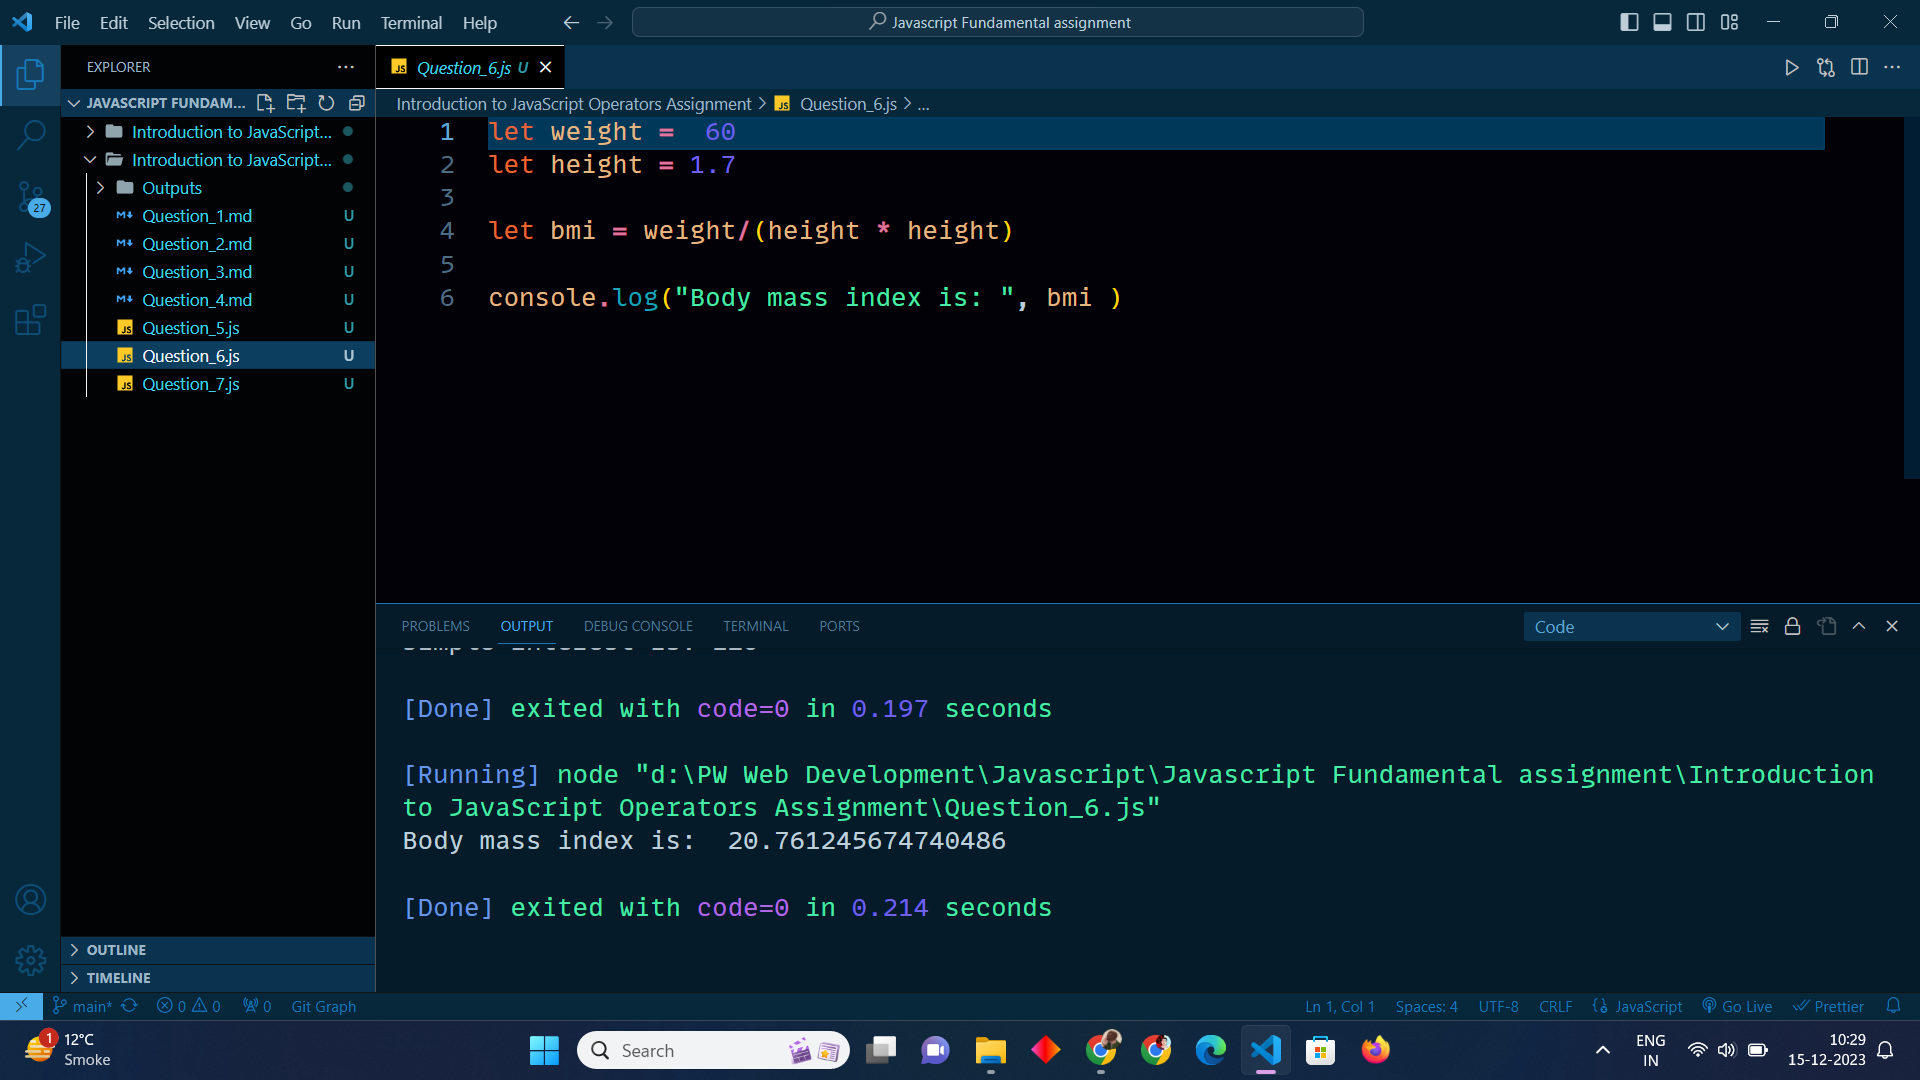 File Edit Selection View Go Run Terminal Help
Javascript Fundamental assignment
EXPLORER
JAVASCRIPT FUNDAM...
Introduction to JavaScript...
Introduction to JavaScript...
Outputs
Question_1.md U
Question_2.md U
Question_3.md U
Question_4.md U
Question_5.js U
Question_6.js U
Question_7.js U
27
OUTLINE
TIMELINE
JS Question_6.js U
Introduction to JavaScript Operators Assignment > JS Question_6.js > ...
1 let weight =  60
2 let height = 1.7
3
4 let bmi = weight/(height * height)
5
6 console.log("Body mass index is: ", bmi )
PROBLEMS OUTPUT DEBUG CONSOLE TERMINAL PORTS
Code
[Done] exited with code=0 in 0.197 seconds
[Running] node "d:\PW Web Development\Javascript\Javascript Fundamental assignment\Introduction
to JavaScript Operators Assignment\Question_6.js"
Body mass index is:  20.761245674740486
[Done] exited with code=0 in 0.214 seconds
main* 0 0 0 Git Graph
Ln 1, Col 1 Spaces: 4 UTF-8 CRLF JavaScript Go Live Prettier
1
12°C
Smoke
Search
ENG
IN
10:29
15-12-2023